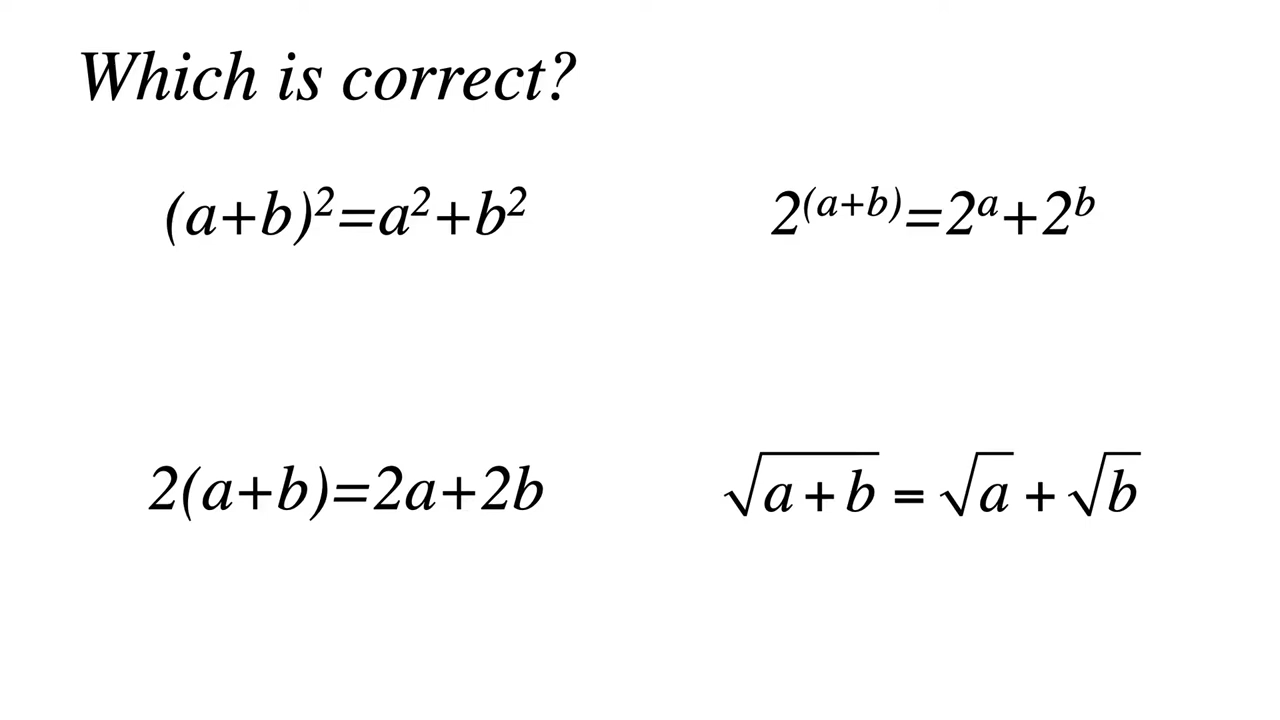 Which is correct?
(a+b)²=a²+b²
2⁽ᵃ⁺ᵇ⁾=2ᵃ+2ᵇ
2(a+b)=2a+2b
√(a + b) = √a + √b